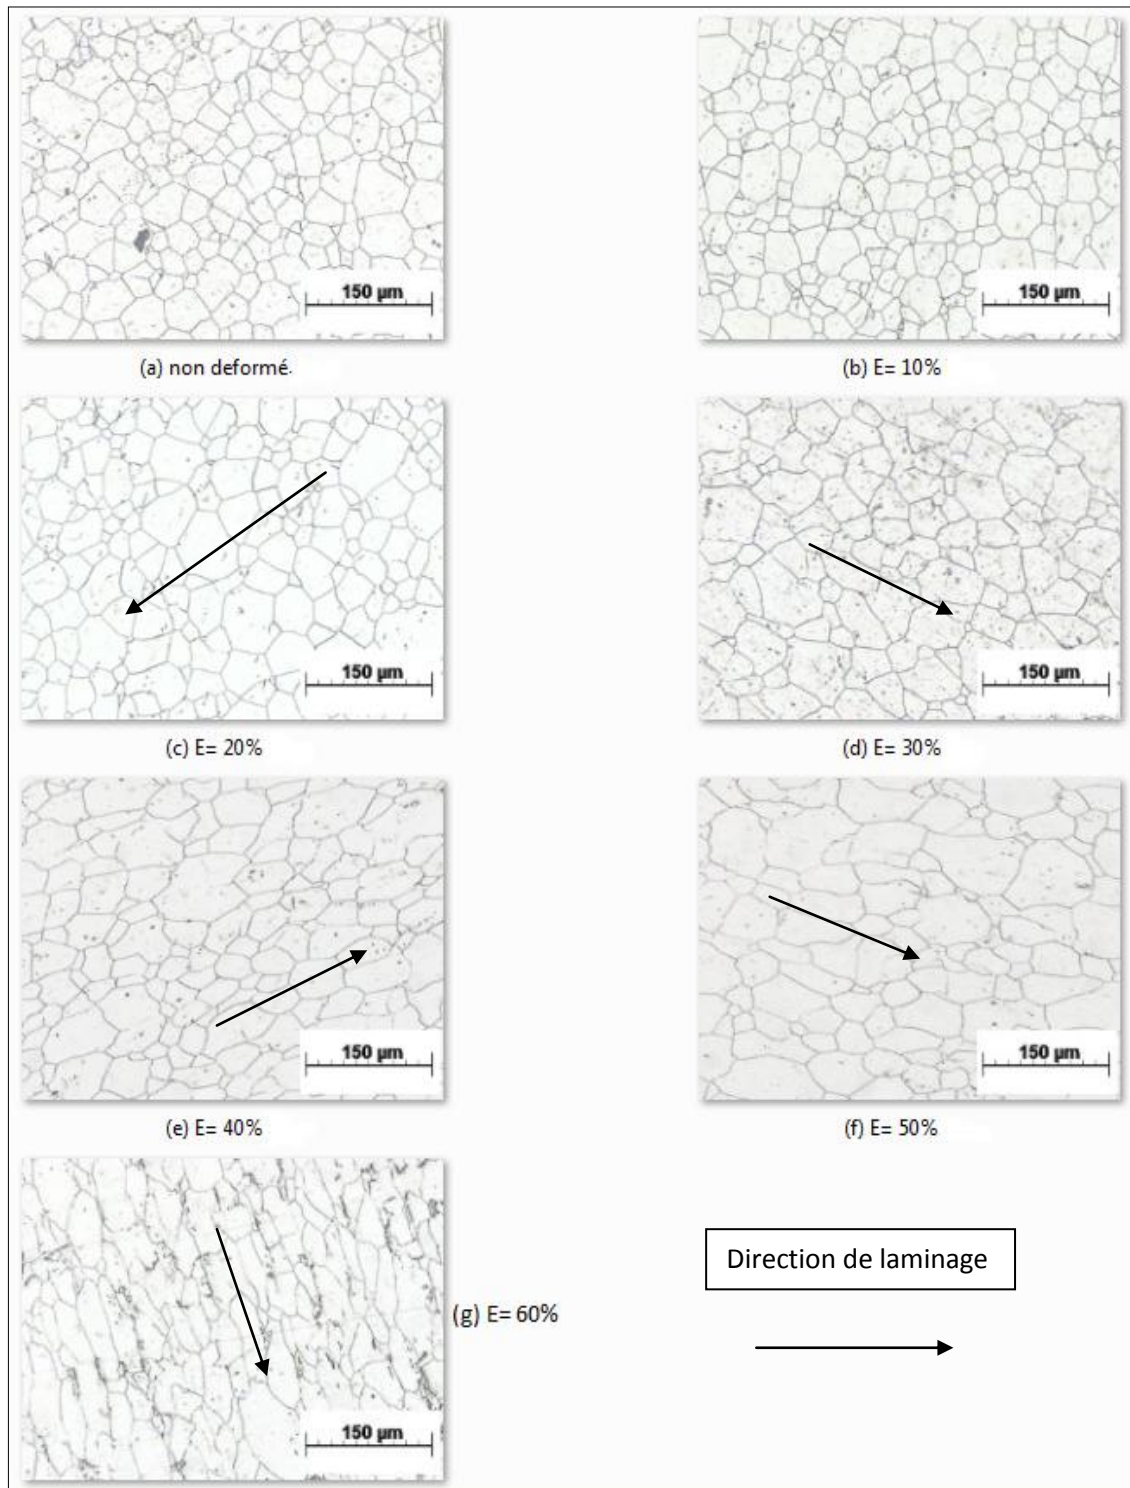 150 µm
150 µm
(a) non deformé.
(b) E= 10%
150 µm
150 µm
(c) E= 20%
(d) E= 30%
150 µm
150 µm
(e) E= 40%
(f) E= 50%
Direction de laminage
(g) E= 60%
150 µm